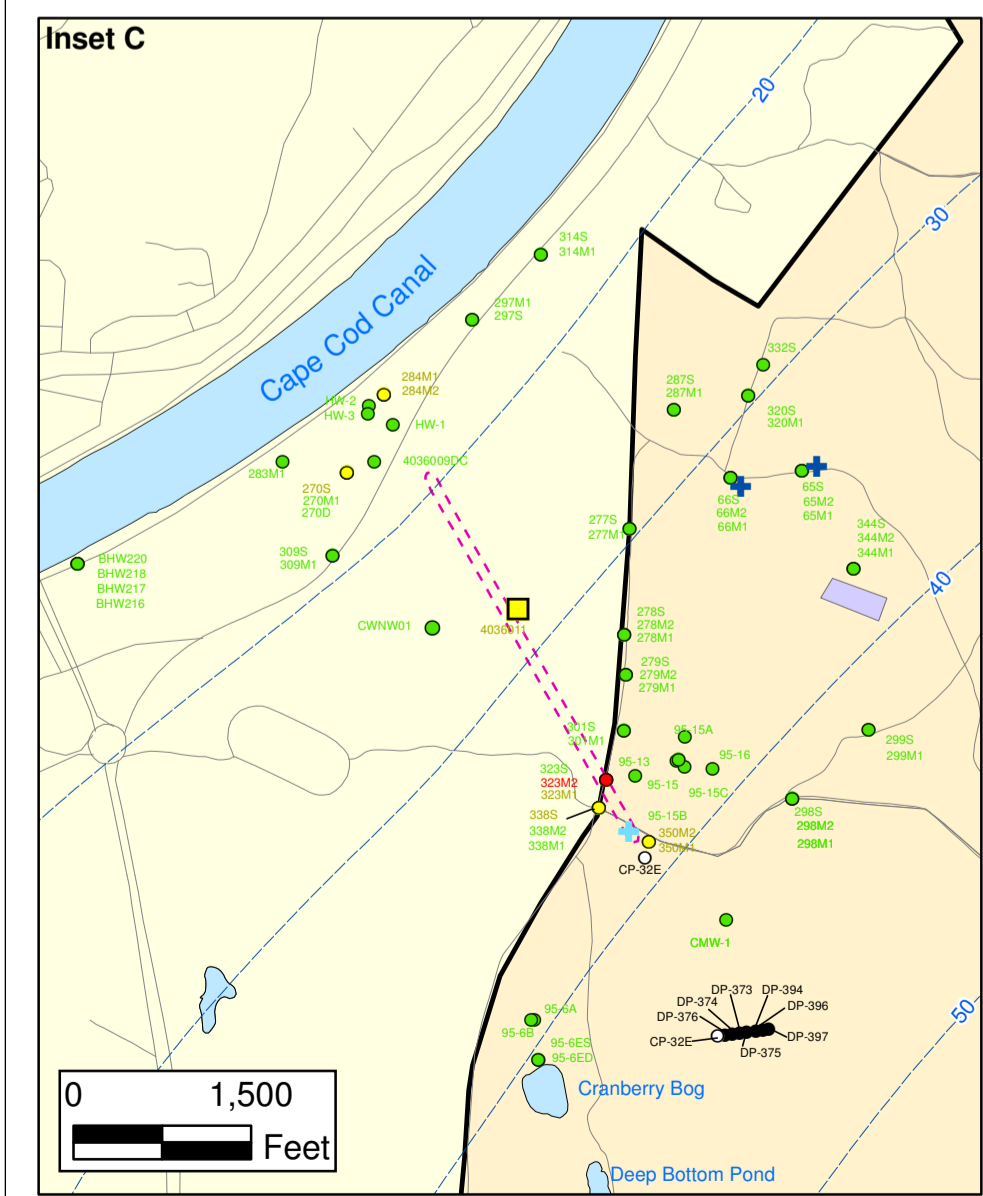 Inset C
20
30
314S
314M1
Cape Cod Canal
297M1
297S
332S
284M1
284M2
287S
287M1
HW-2
HW-3
HW-1
320S
320M1
283M1
4036009DC
270S
270M1
270D
66S
66M2
66M1
65S
65M2
65M1
277S
277M1
344S
344M2
344M1
309S
309M1
BHW220
BHW218
BHW217
BHW216
40
CWNW01
4036011
278S
278M2
278M1
279S
279M2
279M1
301S
301M1
95-15A
299S
299M1
95-13
95-16
323S
323M2
323M1
95-15
95-15C
338S
338M2
338M1
95-15B
298S
298M2
298M1
350M2
350M1
CP-32E
CMW-1
DP-373
DP-394
DP-374
DP-396
DP-376
DP-397
CP-32E
DP-375
50
95-6A
95-6B
95-6ES
95-6ED
Cranberry Bog
0
1,500
Feet
Deep Bottom Pond